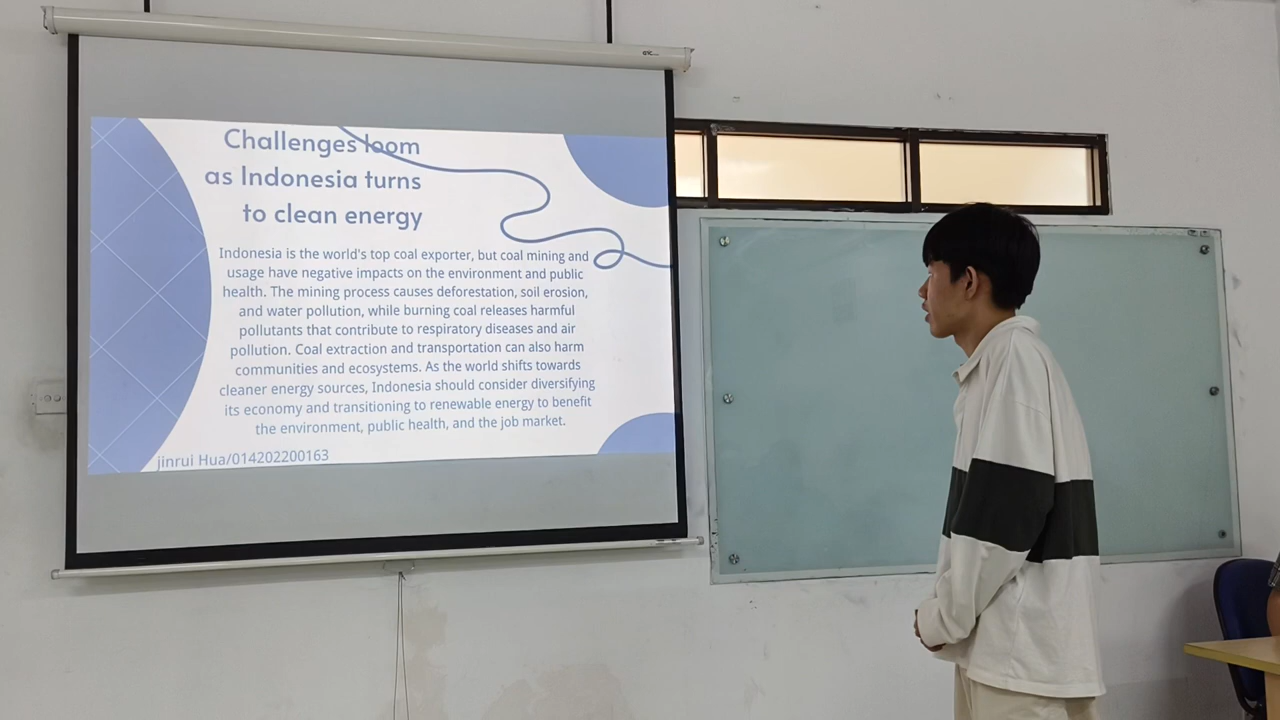 Challenges loom
as Indonesia turns
to clean energy
Indonesia is the world's top coal exporter, but coal mining and
usage have negative impacts on the environment and public
health. The mining process causes deforestation, soil erosion,
and water pollution, while burning coal releases harmful
pollutants that contribute to respiratory diseases and air
pollution. Coal extraction and transportation can also harm
communities and ecosystems. As the world shifts towards
cleaner energy sources, Indonesia should consider diversifying
its economy and transitioning to renewable energy to benefit
the environment, public health, and the job market.
jinrui Hua/014202200163